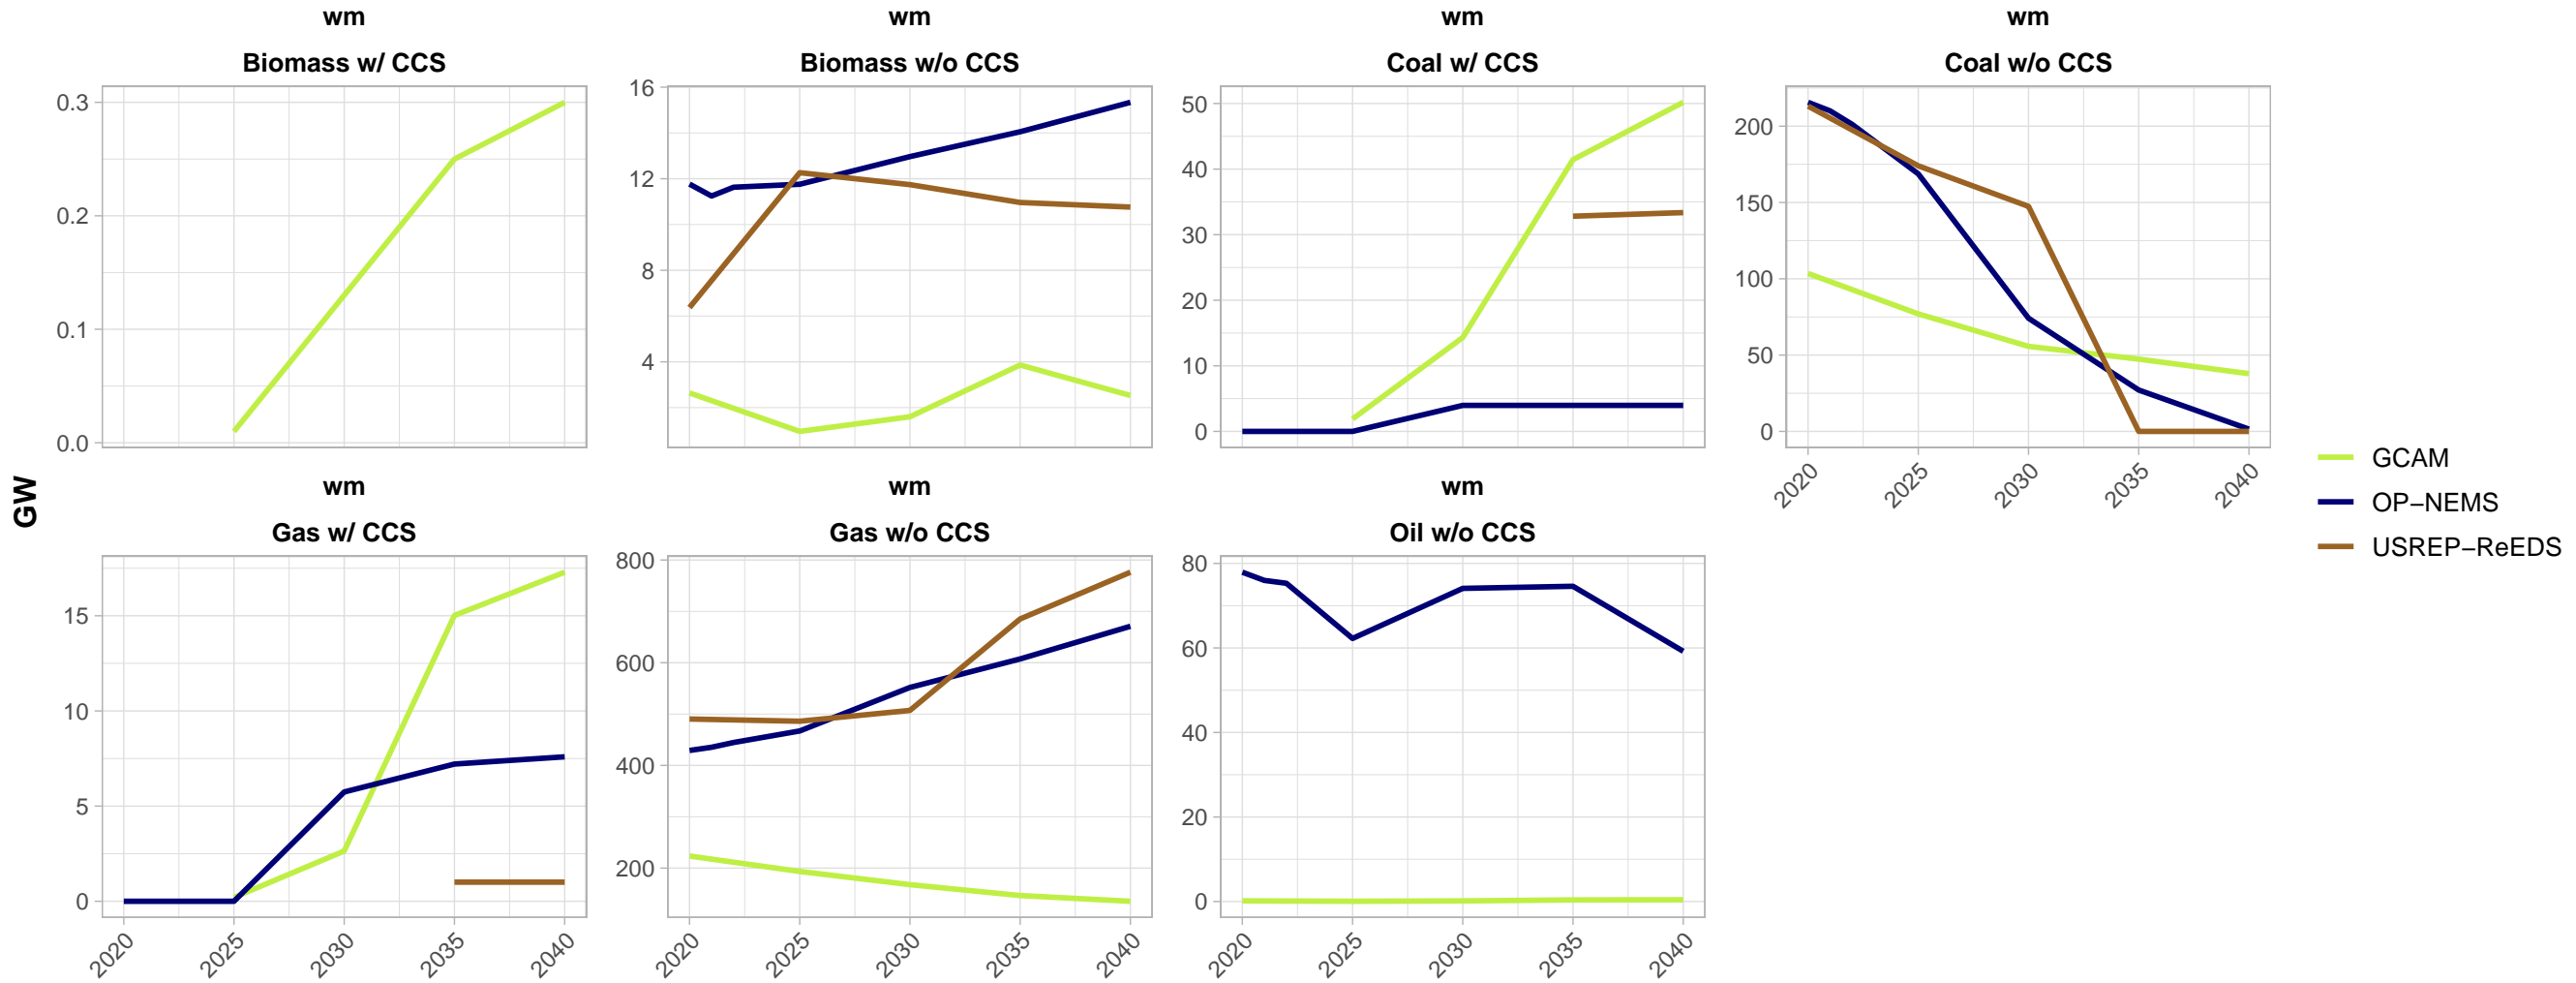 wm
Biomass w/ CCS
0.3
0.2
0.1
0.0
wm
Biomass w/o CCS
16
12
8
4
wm
Coal w/ CCS
50
40
30
20
10
0
wm
Coal w/o CCS
200
150
100
50
0
2020 2025 2030 2035 2040
GW
wm
Gas w/ CCS
15
10
5
0
2020 2025 2030 2035 2040
wm
Gas w/o CCS
800
600
400
200
2020 2025 2030 2035 2040
wm
Oil w/o CCS
80
60
40
20
0
2020 2025 2030 2035 2040
GCAM
OP−NEMS
USREP−ReEDS